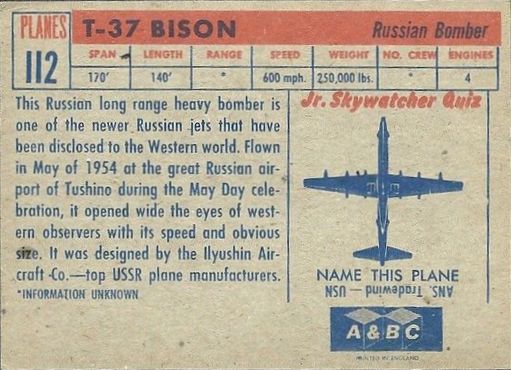 PLANES
112
T-37 BISON
Russian Bomber
SPAN LENGTH RANGE SPEED WEIGHT NO. CREW ENGINES
170' 140' * 600 mph. 250,000 lbs. * 4
This Russian long range heavy bomber is
one of the newer Russian jets that have
been disclosed to the Western world. Flown
in May of 1954 at the great Russian air-
port of Tushino during the May Day cele-
bration, it opened wide the eyes of west-
ern observers with its speed and obvious
size. It was designed by the Ilyushin Air-
craft Co.—top USSR plane manufacturers.
*INFORMATION UNKNOWN
Jr. Skywatcher Quiz
NAME THIS PLANE
ANS. Tradewind —
USN
A & BC
PRINTED IN ENGLAND